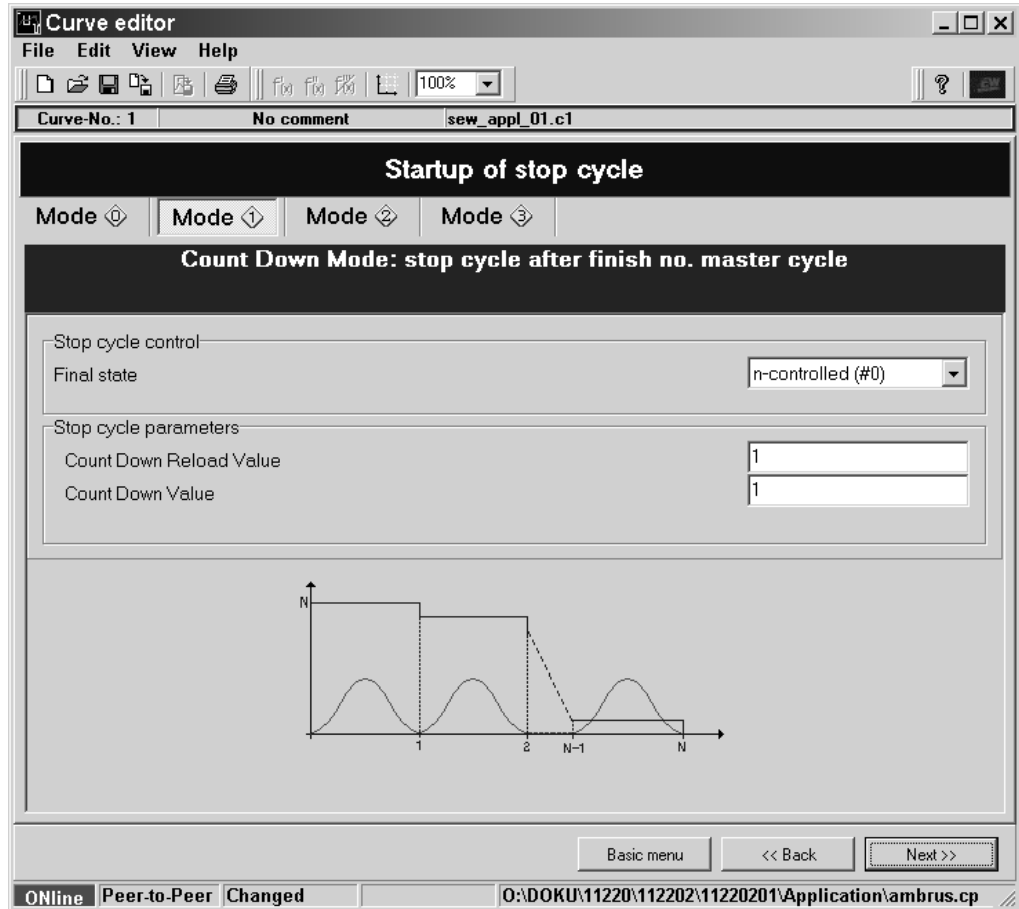 Curve editor
File Edit View Help
f(x) f'(x) 100% ?
Curve-No.: 1 No comment sew_appl_01.c1
Startup of stop cycle
Mode 0 Mode 1 Mode 2 Mode 3
Count Down Mode: stop cycle after finish no. master cycle
Stop cycle control
Final state n-controlled (#0)
Stop cycle parameters
Count Down Reload Value 1
Count Down Value 1
N
1 2 N-1 N
Basic menu << Back Next >>
ONline Peer-to-Peer Changed O:\DOKU\11220\112202\11220201\Application\ambrus.cp